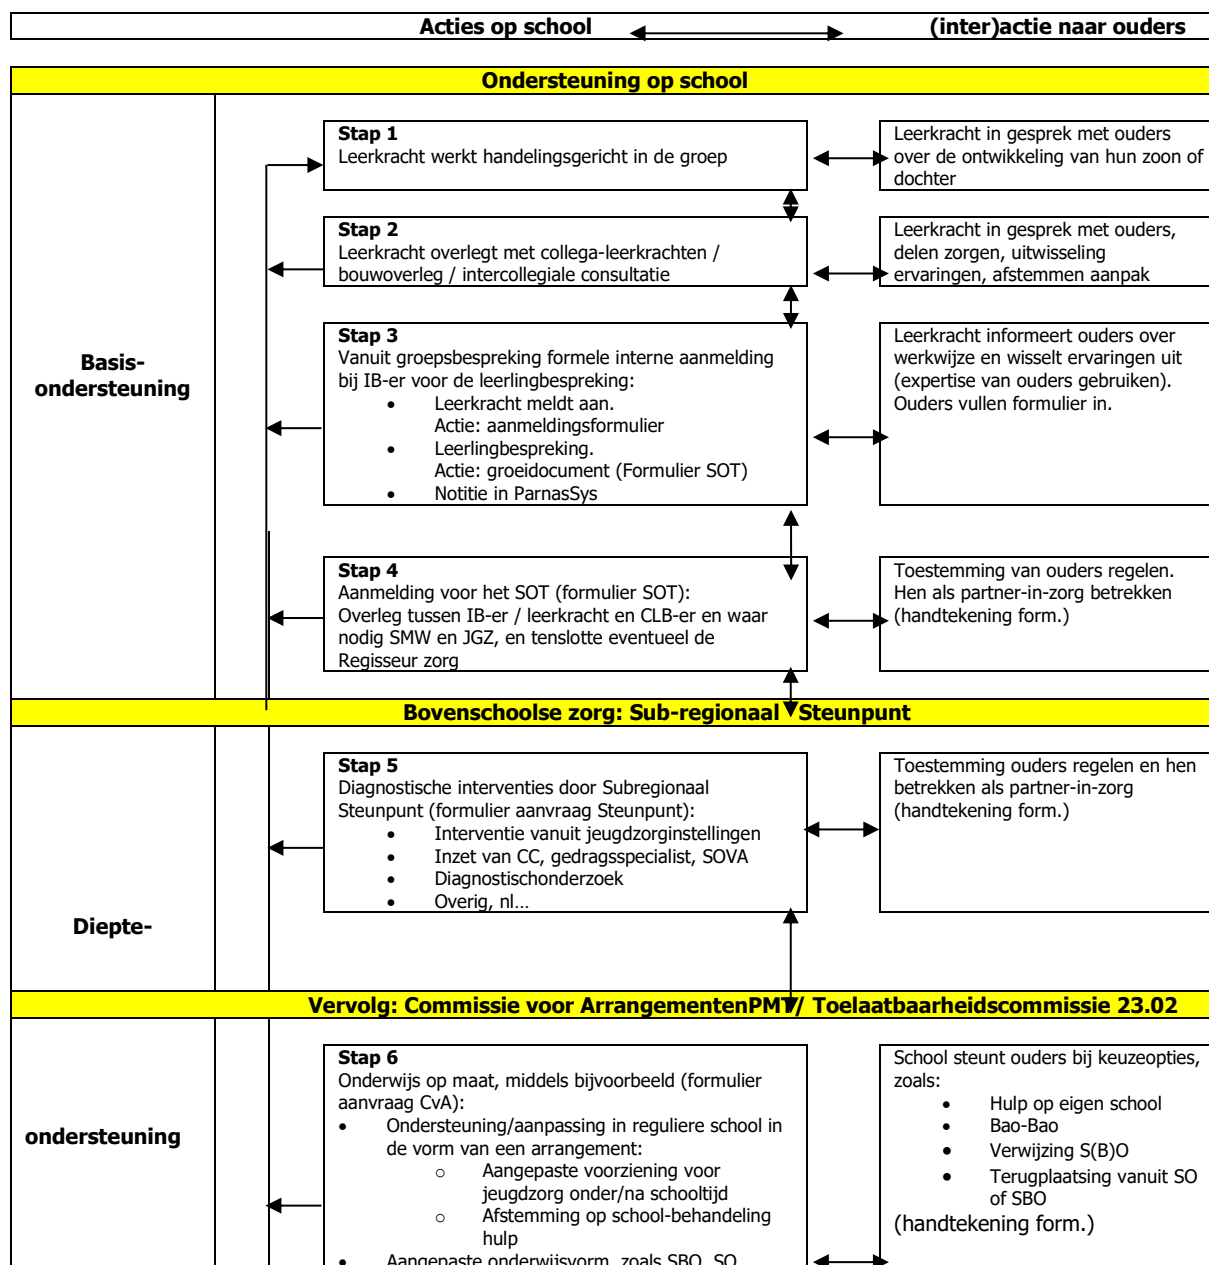 Acties op school (inter)actie naar ouders
Ondersteuning op school
Basis-
ondersteuning
Stap 1
Leerkracht werkt handelingsgericht in de groep
Leerkracht in gesprek met ouders
over de ontwikkeling van hun zoon of
dochter
Stap 2
Leerkracht overlegt met collega-leerkrachten /
bouwoverleg / intercollegiale consultatie
Leerkracht in gesprek met ouders,
delen zorgen, uitwisseling
ervaringen, afstemmen aanpak
Stap 3
Vanuit groepsbespreking formele interne aanmelding
bij IB-er voor de leerlingbespreking:
• Leerkracht meldt aan.
Actie: aanmeldingsformulier
• Leerlingbespreking.
Actie: groeidocument (Formulier SOT)
• Notitie in ParnasSys
Leerkracht informeert ouders over
werkwijze en wisselt ervaringen uit
(expertise van ouders gebruiken).
Ouders vullen formulier in.
Stap 4
Aanmelding voor het SOT (formulier SOT):
Overleg tussen IB-er / leerkracht en CLB-er en waar
nodig SMW en JGZ, en tenslotte eventueel de
Regisseur zorg
Toestemming van ouders regelen.
Hen als partner-in-zorg betrekken
(handtekening form.)
Bovenschoolse zorg: Sub-regionaal Steunpunt
Diepte-
Stap 5
Diagnostische interventies door Subregionaal
Steunpunt (formulier aanvraag Steunpunt):
• Interventie vanuit jeugdzorginstellingen
• Inzet van CC, gedragsspecialist, SOVA
• Diagnostischonderzoek
• Overig, nl…
Toestemming ouders regelen en hen
betrekken als partner-in-zorg
(handtekening form.)
Vervolg: Commissie voor ArrangementenPMT/ Toelaatbaarheidscommissie 23.02
ondersteuning
Stap 6
Onderwijs op maat, middels bijvoorbeeld (formulier
aanvraag CvA):
• Ondersteuning/aanpassing in reguliere school in
de vorm van een arrangement:
o Aangepaste voorziening voor
jeugdzorg onder/na schooltijd
o Afstemming op school-behandeling
hulp
• Aangepaste onderwijsvorm, zoals SBO, SO
School steunt ouders bij keuzeopties,
zoals:
• Hulp op eigen school
• Bao-Bao
• Verwijzing S(B)O
• Terugplaatsing vanuit SO
of SBO
(handtekening form.)